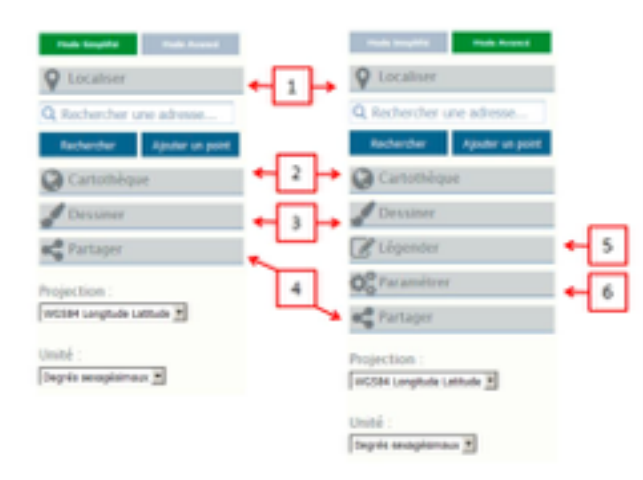 Mode Simplifié Mode Avancé
Localiser
Rechercher une adresse...
Rechercher Ajouter un point
Cartothèque
Dessiner
Partager
Projection :
WGS84 Longitude Latitude
Unité :
Degrés sexagésimaux
1
2
3
4
Mode Simplifié Mode Avancé
Localiser
Rechercher une adresse...
Rechercher Ajouter un point
Cartothèque
Dessiner
Légender
Paramétrer
Partager
Projection :
WGS84 Longitude Latitude
Unité :
Degrés sexagésimaux
5
6